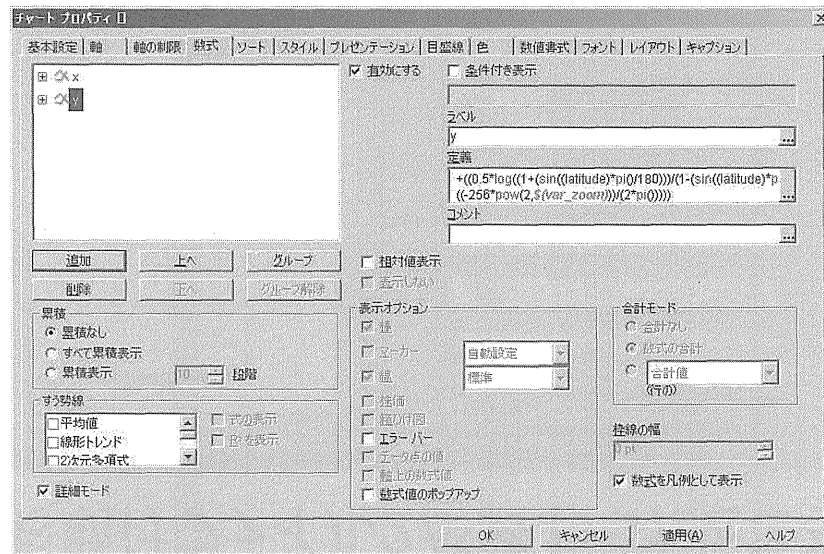 チャート プロパティ
基本設定 軸 軸の制限 数式 ソート スタイル プレゼンテーション 目盛線 色 数値書式 フォント レイアウト キャプション
x
y
有効にする
条件付き表示
ラベル
y
定義
+((0.5*log((1+(sin((latitude)*pi()/180)))/(1-(sin((latitude)*p
((-256*pow(2,$(var_zoom)))/(2*pi()))))
コメント
追加 上へ グループ
削除 下へ グループ解除
相対値表示
表示しない
累積
累積なし
すべて累積表示
累積表示 10 段階
すう勢線
平均値
線形トレンド
2次元多項式
式の表示
R²を表示
詳細モード
表示オプション
棒
マーカー 自動設定
線 標準
株価
箱ひげ図
エラー バー
データ点の値
軸上の数式値
数式値のポップアップ
合計モード
合計なし
数式の合計
合計値
(行の)
枠線の幅
0 pt
数式を凡例として表示
OK キャンセル 適用(A) ヘルプ